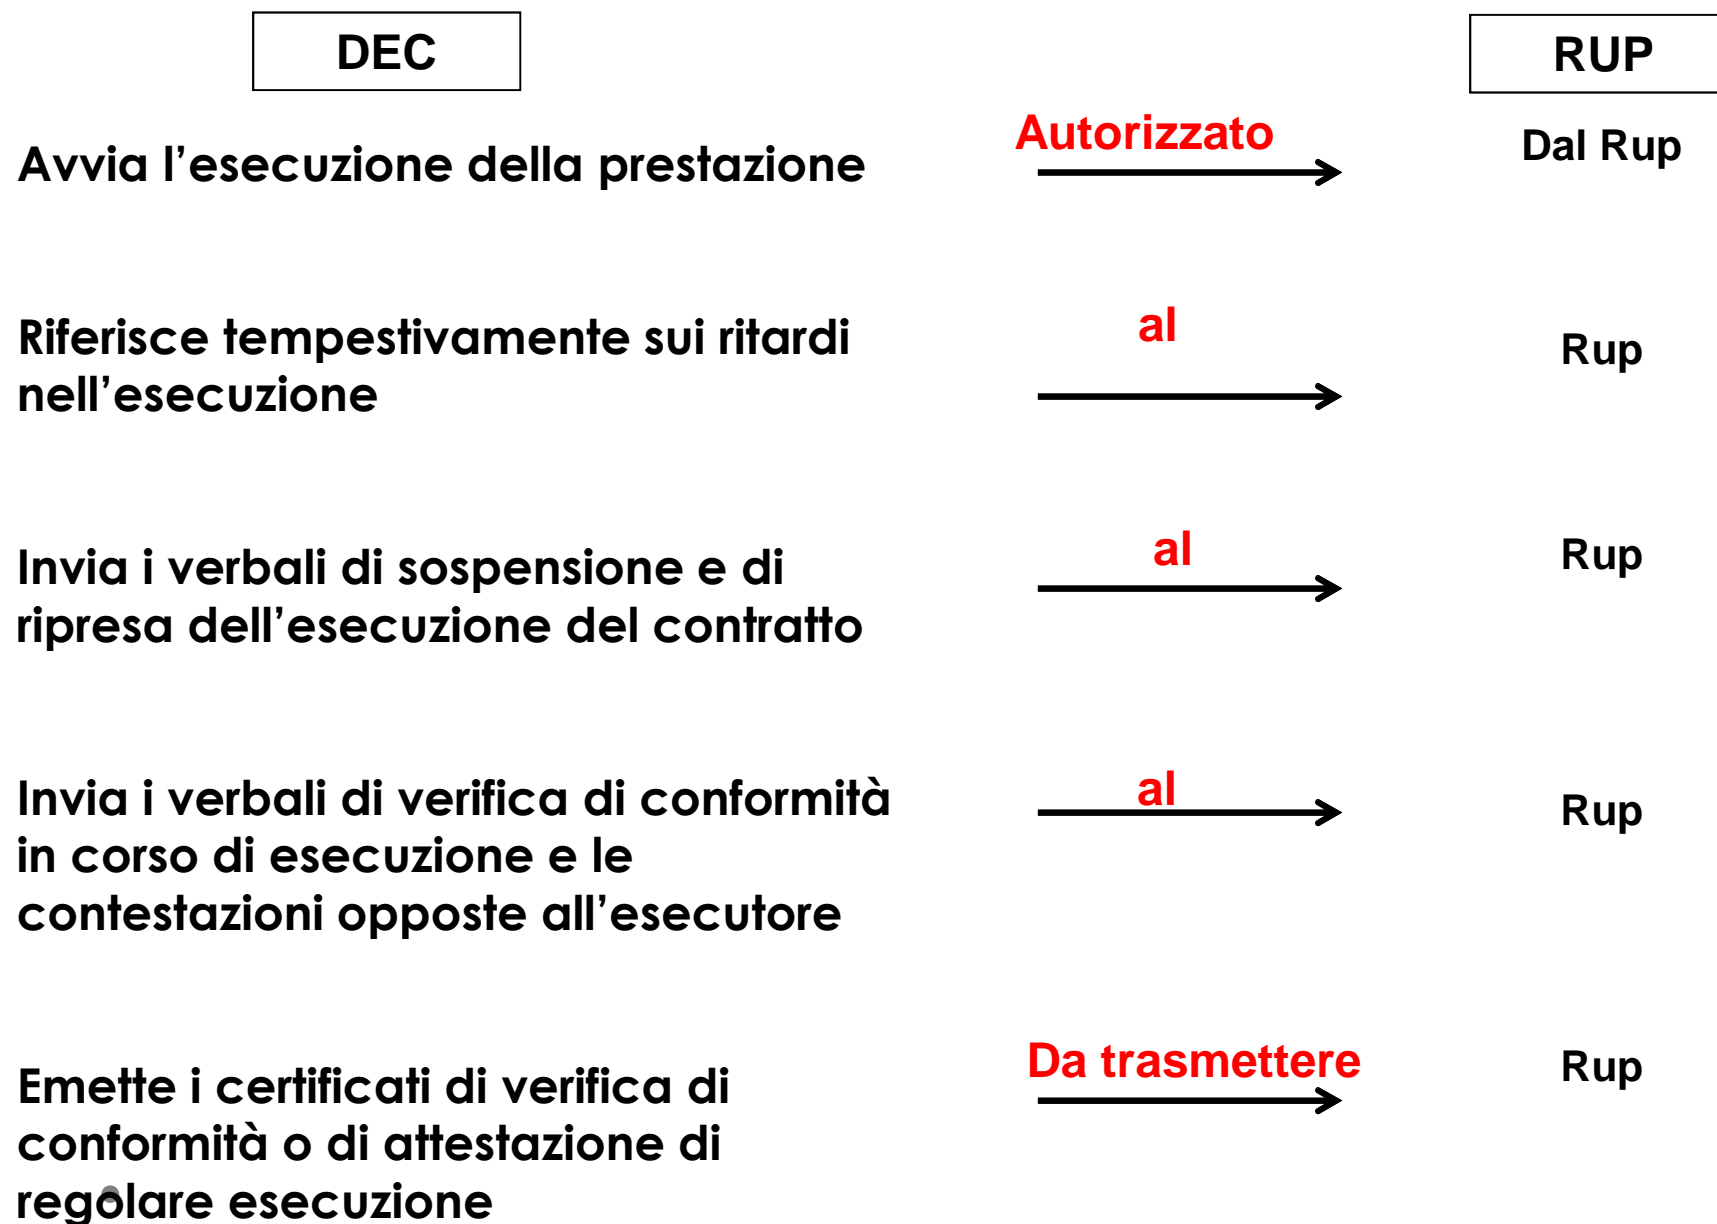 DEC
RUP
Avvia l’esecuzione della prestazione
Autorizzato
Dal Rup
Riferisce tempestivamente sui ritardi
nell’esecuzione
al
Rup
Invia i verbali di sospensione e di
ripresa dell’esecuzione del contratto
al
Rup
Invia i verbali di verifica di conformità
in corso di esecuzione e le
contestazioni opposte all’esecutore
al
Rup
Emette i certificati di verifica di
conformità o di attestazione di
regolare esecuzione
Da trasmettere
Rup